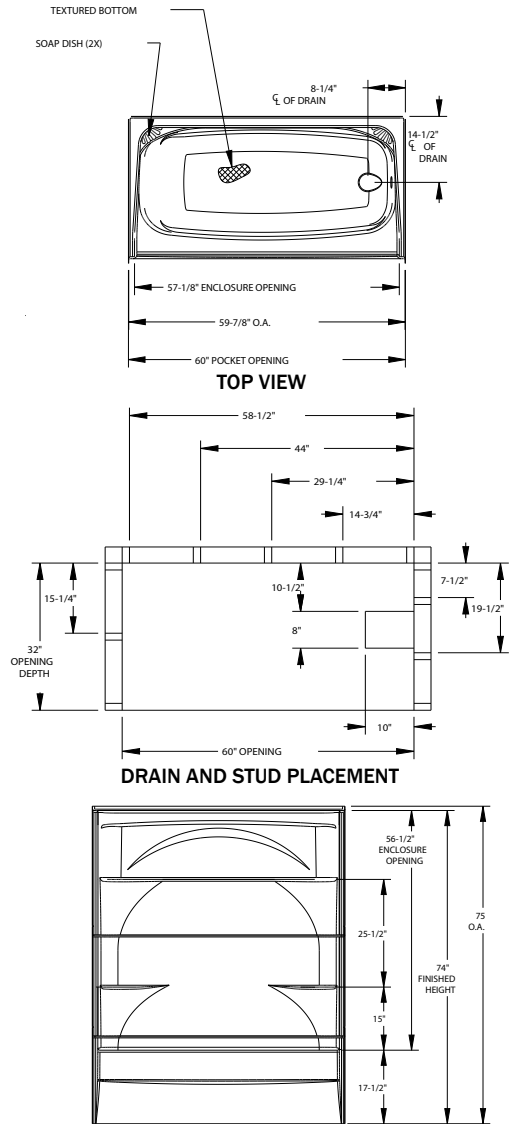 TEXTURED BOTTOM
SOAP DISH (2X)
8-1/4"
℄ OF DRAIN
14-1/2"
℄ OF
DRAIN
57-1/8" ENCLOSURE OPENING
59-7/8" O.A.
60" POCKET OPENING
TOP VIEW
58-1/2"
44"
29-1/4"
14-3/4"
15-1/4"
10-1/2"
7-1/2"
19-1/2"
8"
32"
OPENING
DEPTH
10"
60" OPENING
DRAIN AND STUD PLACEMENT
56-1/2"
ENCLOSURE
OPENING
75
O.A.
25-1/2"
74"
FINISHED
HEIGHT
15"
17-1/2"